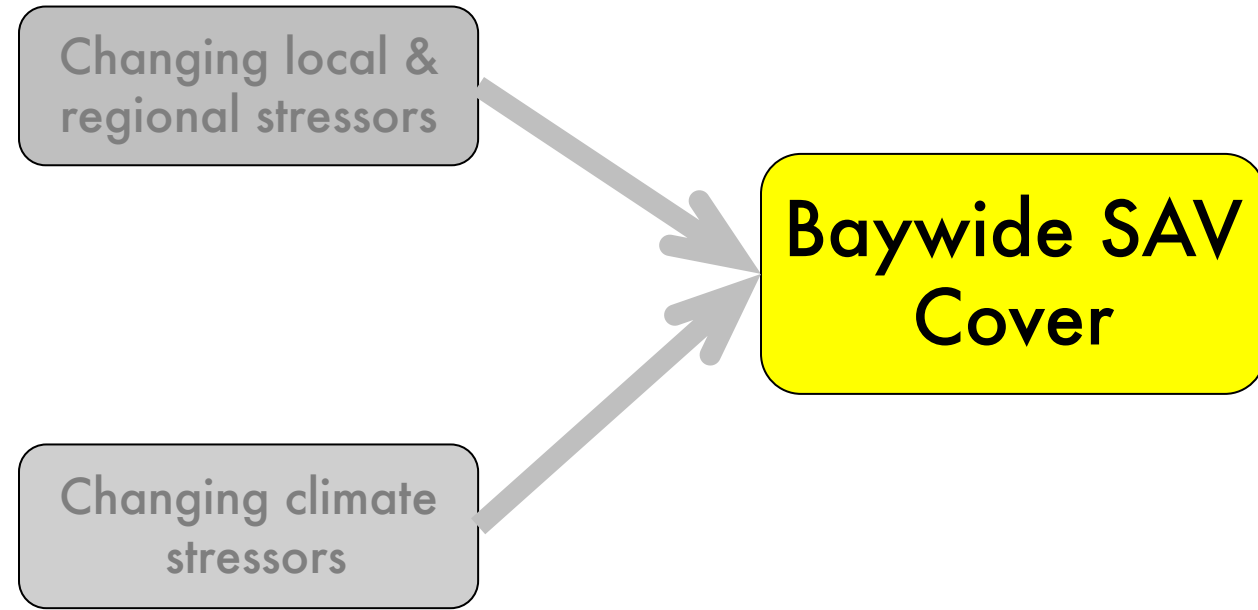 Changing local &
regional stressors
Baywide SAV
Cover
Changing climate
stressors